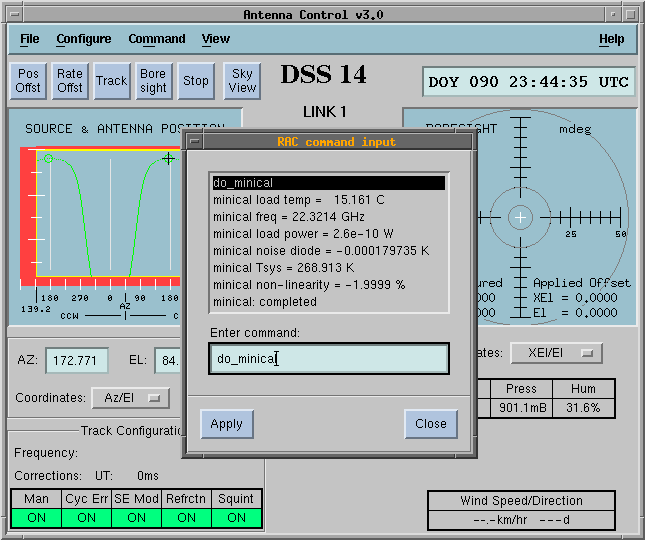 Antenna Control v3.0
File Configure Command View Help
Pos Offst
Rate Offst
Track
Bore sight
Stop
Sky View
DSS 14
LINK 1
DOY 090 23:44:35 UTC
SOURCE & ANTENNA POSITION
mdeg
25 50
RAC command input
do_minical
minical load temp = 15.161 C
minical freq = 22.3214 GHz
minical load power = 2.6e-10 W
minical noise diode = -0.000179735 K
minical Tsys = 268.913 K
minical non-linearity = -1.9999 %
minical: completed
Enter command:
do_minical
Apply Close
180 270 0 90 180
139.2
CCW AZ
Applied Offset
XEl = 0.0000
El = 0.0000
AZ: 172.771 EL: 84.
Coordinates: Az/El
XEl/El
Press Hum
901.1mB 31.6%
Track Configuratio
Frequency:
Corrections: UT: 0ms
Man Cyc Err SE Mod Refrctn Squint
ON ON ON ON ON
Wind Speed/Direction
--.-km/hr ---d